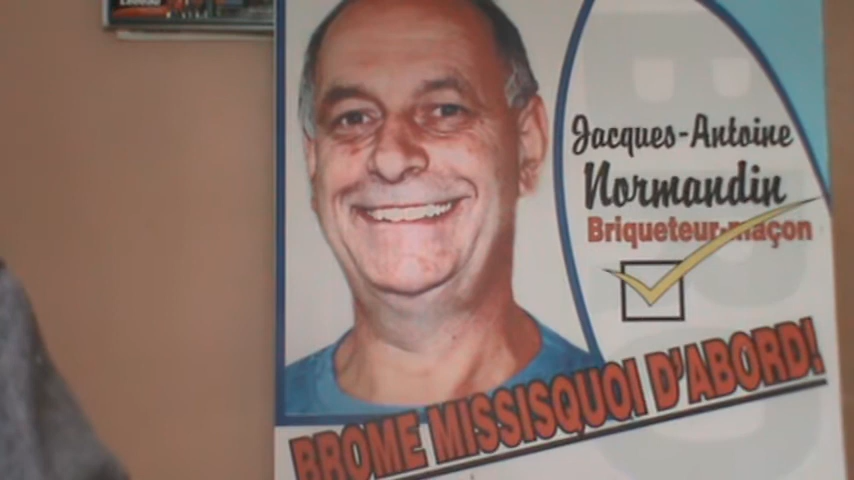 Jacques-Antoine
Normandin
Briqueteur-maçon
BROME MISSISQUOI D'ABORD!